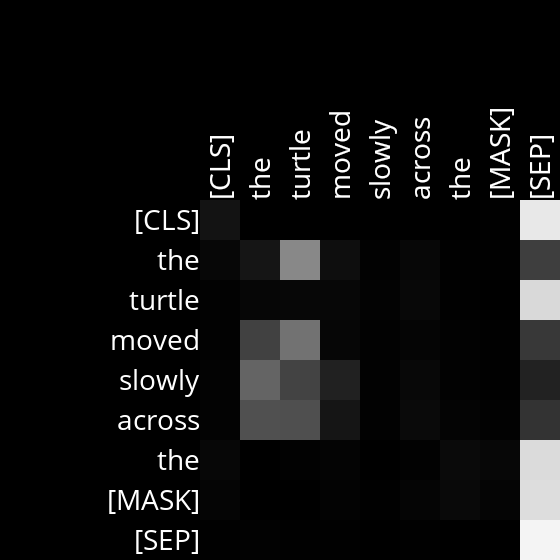 [CLS] the turtle moved slowly across the [MASK] [SEP]
[CLS]
the
turtle
moved
slowly
across
the
[MASK]
[SEP]